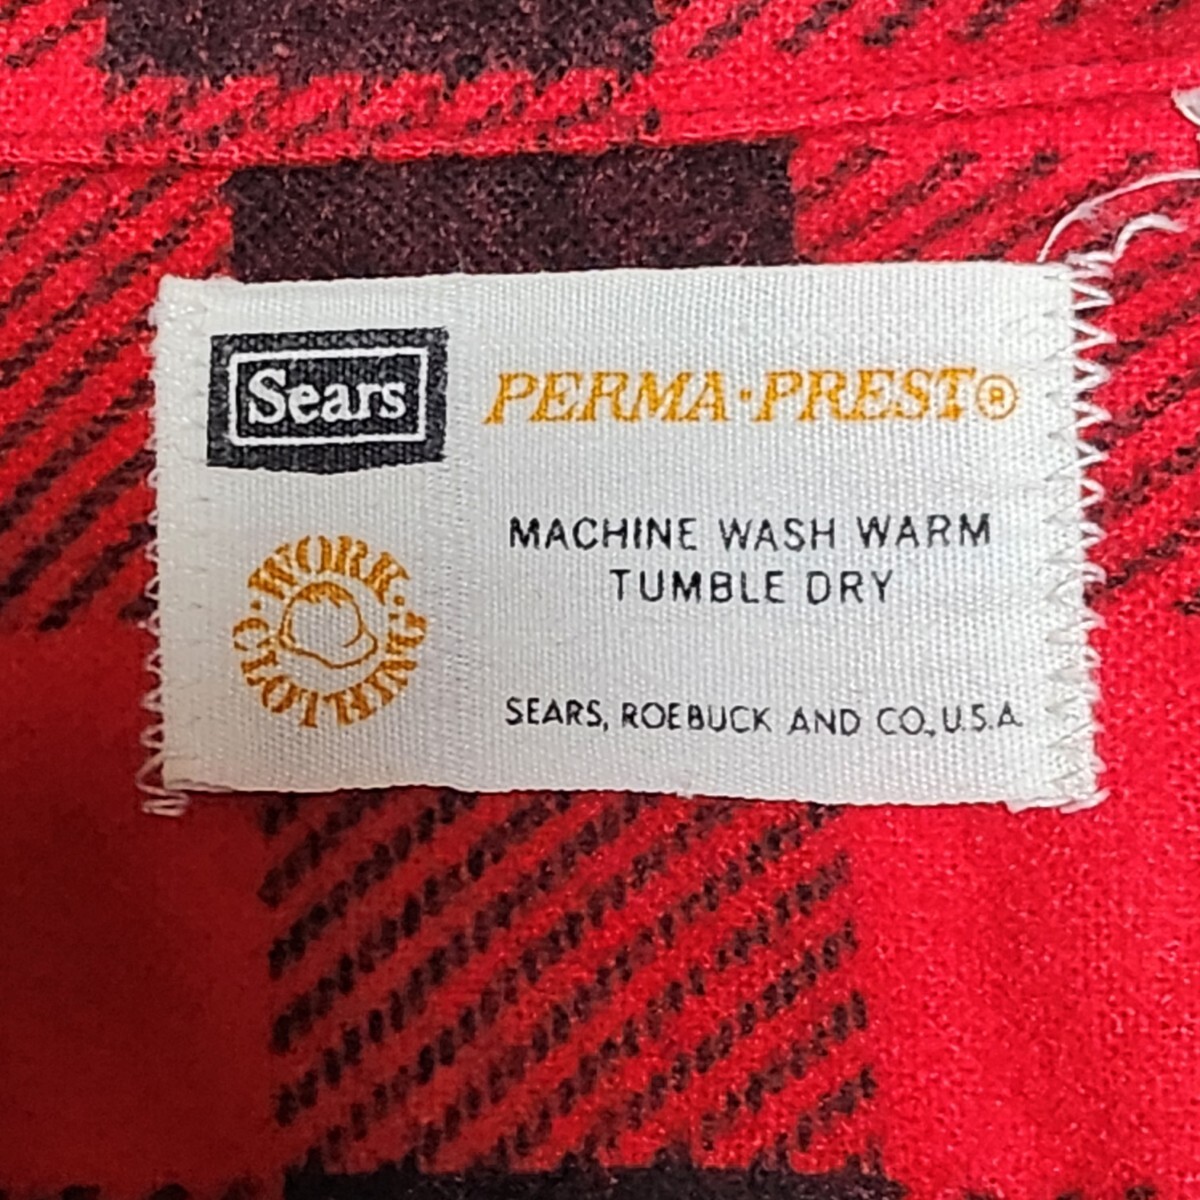 Sears
PERMA·PREST®
MACHINE WASH WARM
TUMBLE DRY
·WORK·
CLOTHING
SEARS, ROEBUCK AND CO., U.S.A.